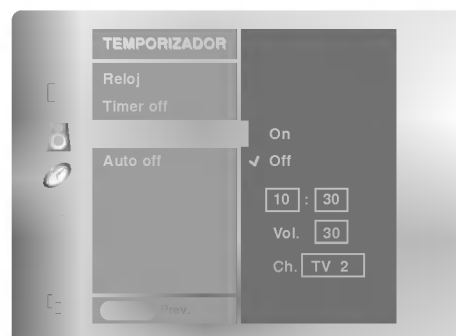 TEMPORIZADOR
Reloj
Timer off
Auto off
Prev.
On
✓ Off
10 : 30
Vol. 30
Ch. TV 2